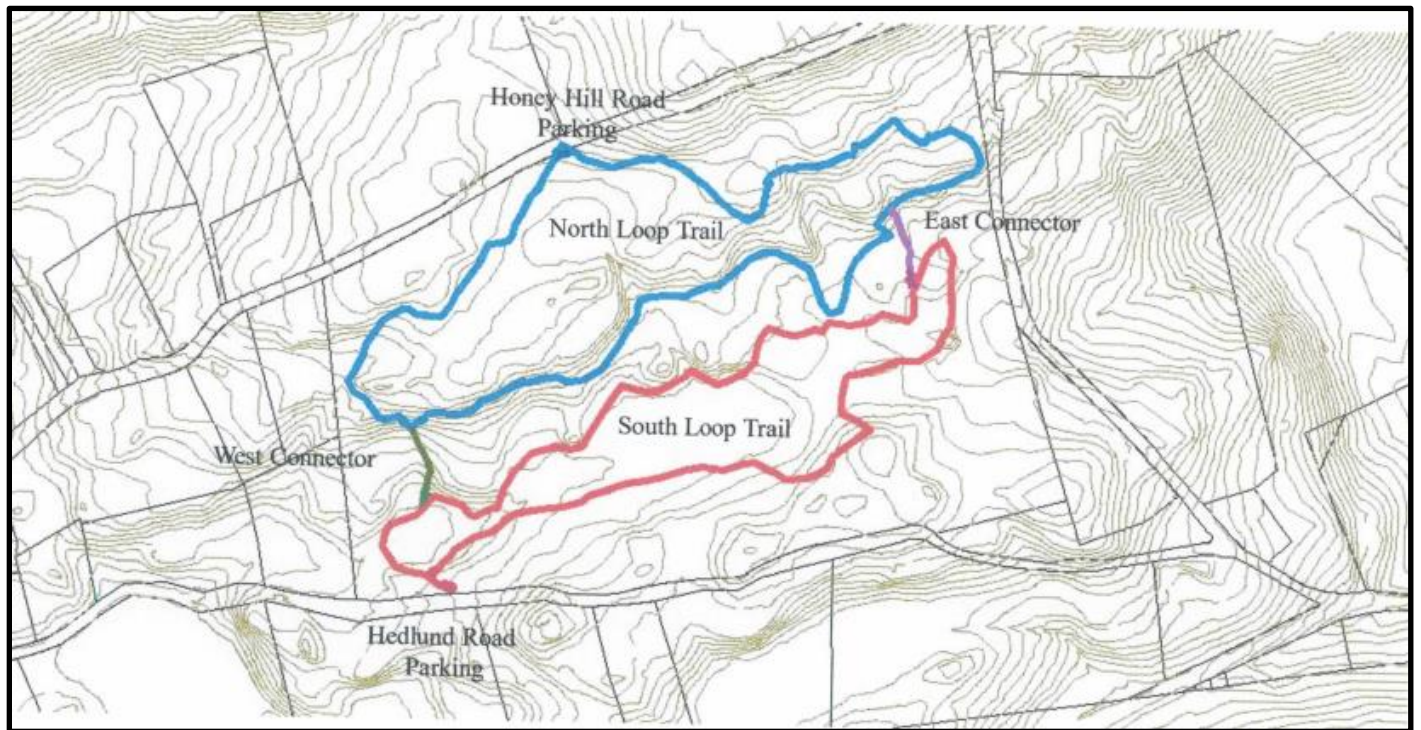 Honey Hill Road
Parking
North Loop Trail
East Connector
South Loop Trail
West Connector
Hedlund Road
Parking